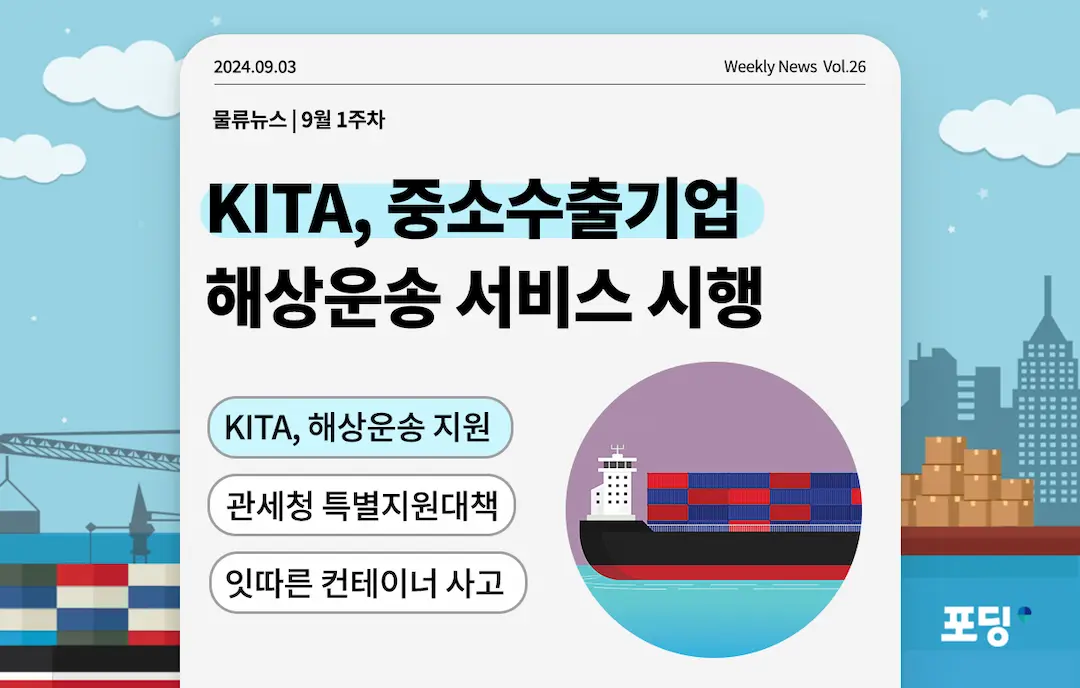 2024.09.03
Weekly News Vol.26
물류뉴스 | 9월 1주차
KITA, 중소수출기업
해상운송 서비스 시행
KITA, 해상운송 지원
관세청 특별지원대책
잇따른 컨테이너 사고
포딩